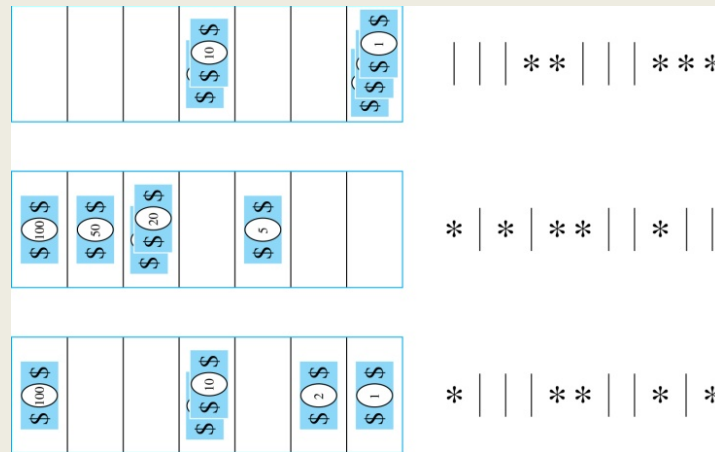 $ 10 $ $ $ 1 $ $ $ | | | * * | | | * * *
$ 100 $ $ 50 $ $ 20 $ $ $ 5 $ * | * | * * | | * | |
$ 100 $ $ 10 $ $ $ 2 $ $ 1 $ * | | | * * | | * | *